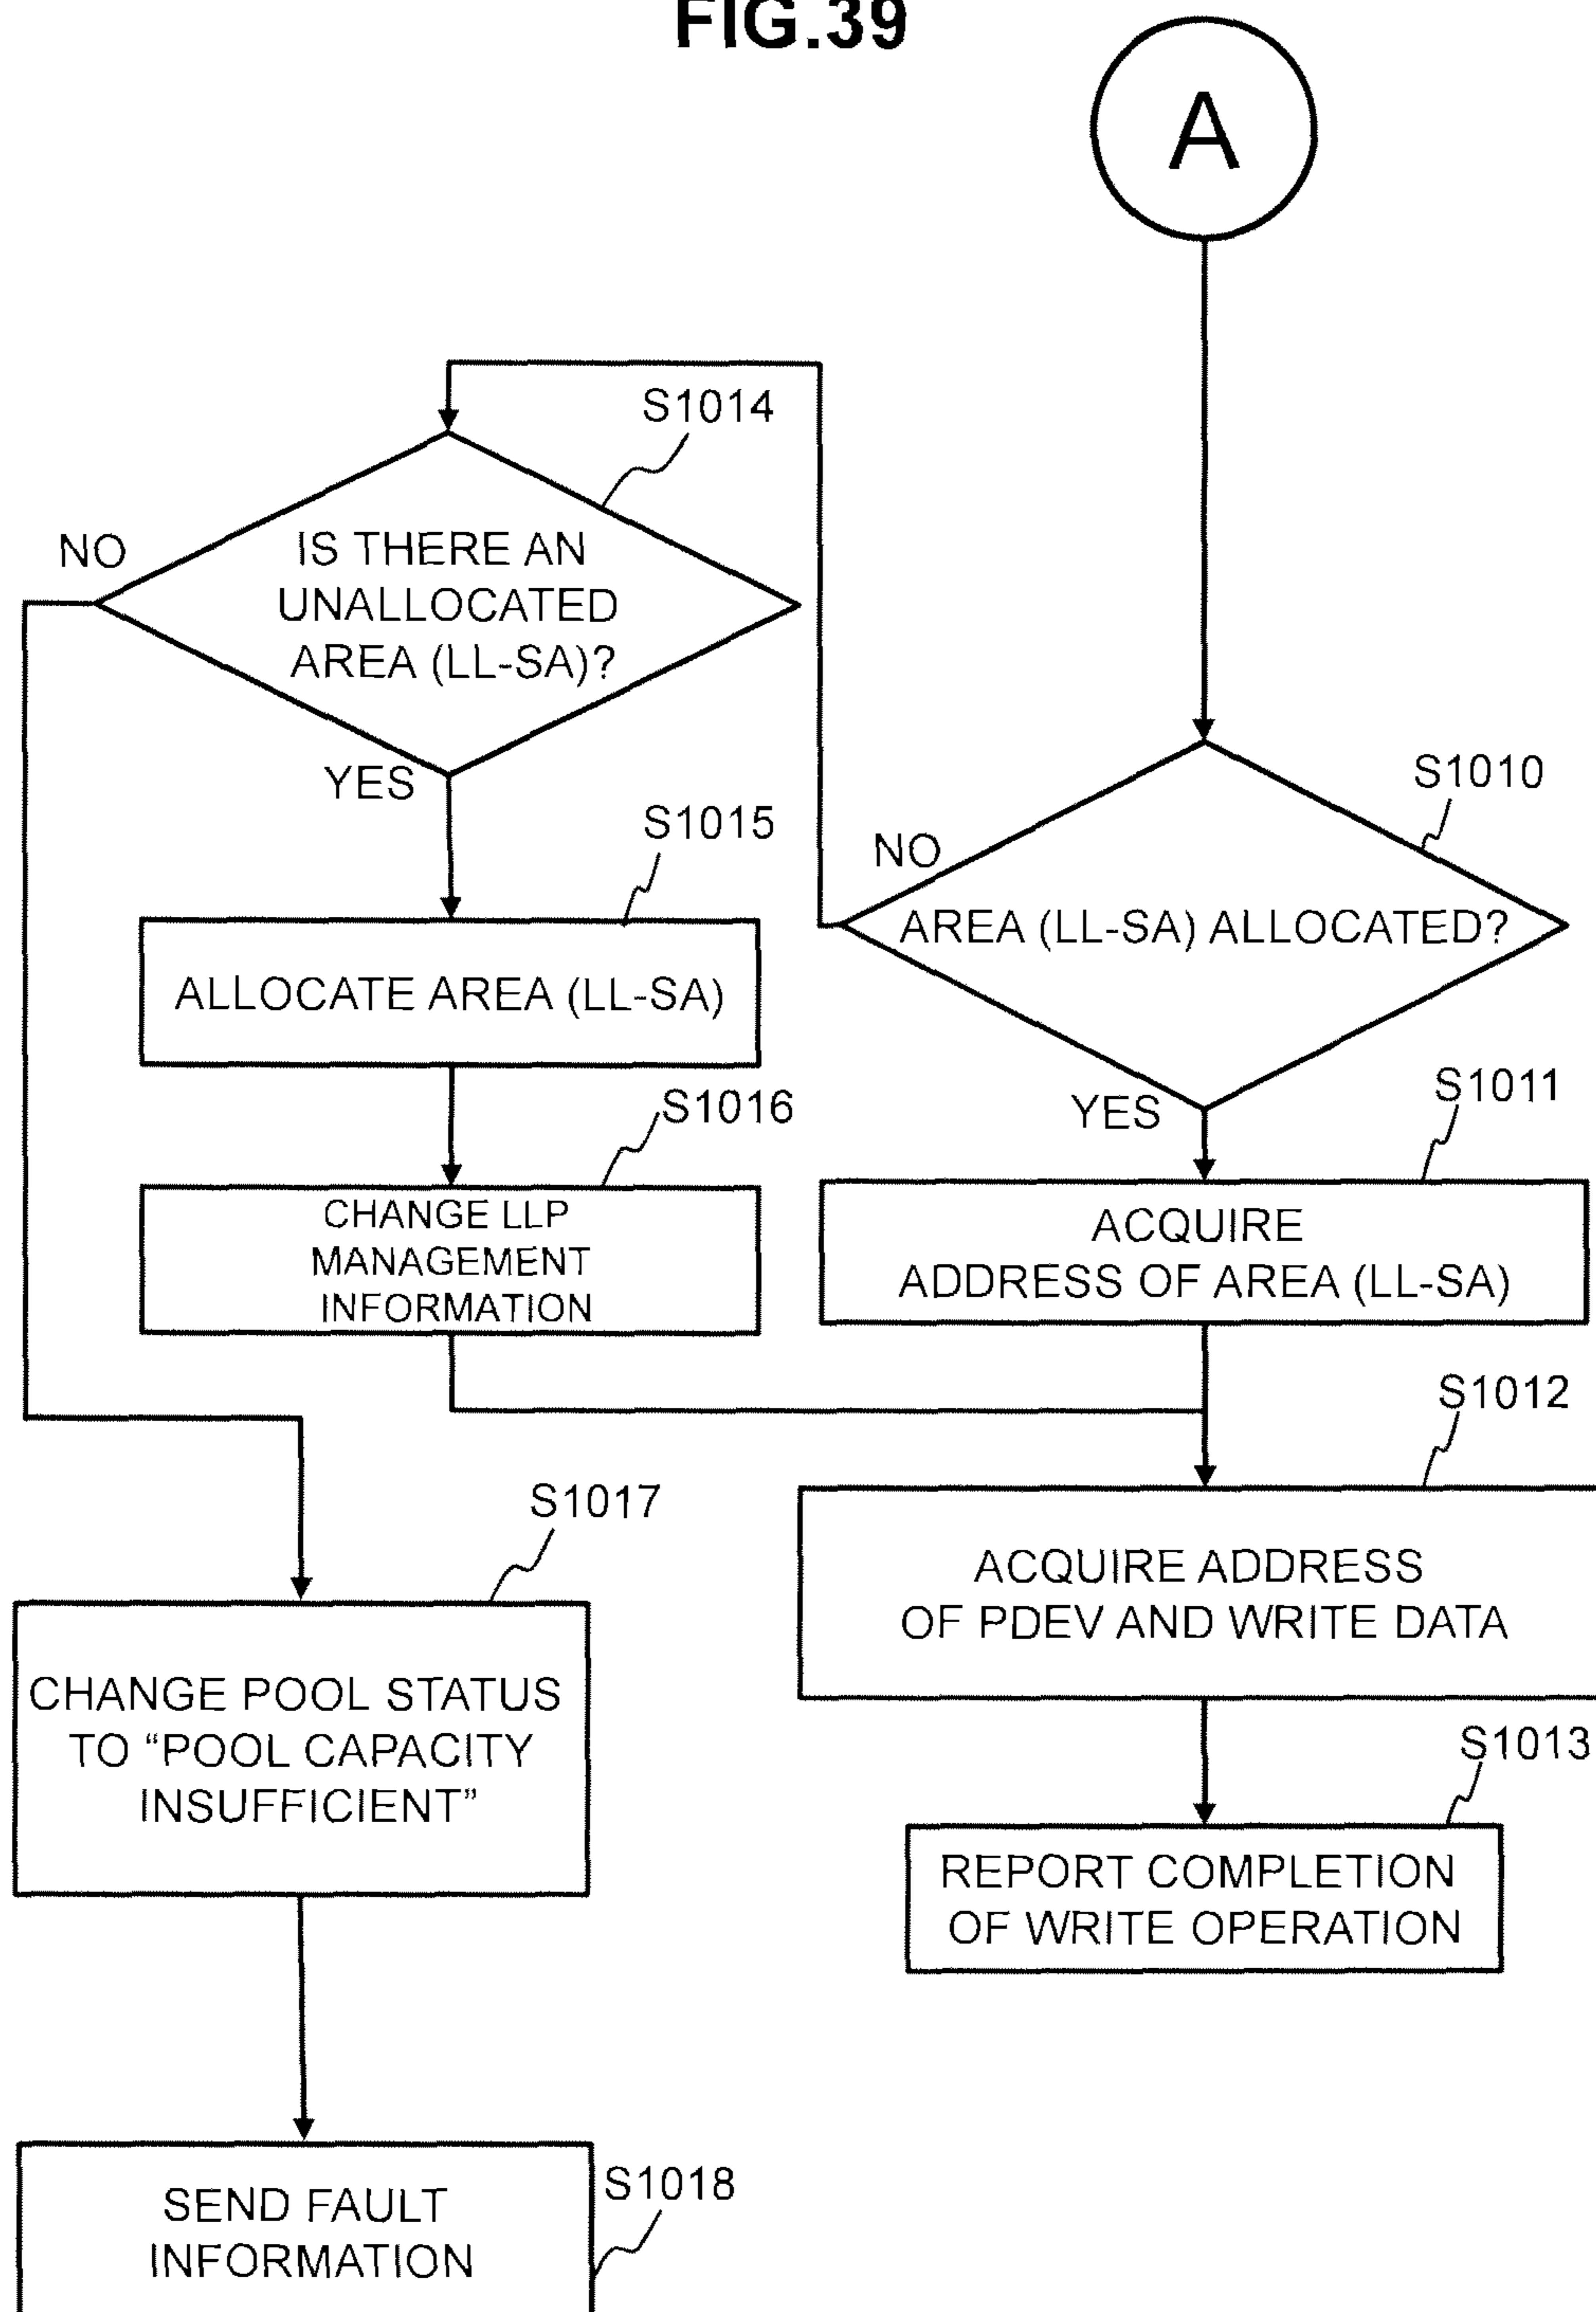 FIG.39
A
S1014
NO
IS THERE AN
UNALLOCATED
AREA (LL-SA)?
YES
S1010
NO
AREA (LL-SA) ALLOCATED?
YES
S1015
ALLOCATE AREA (LL-SA)
S1016
CHANGE LLP
MANAGEMENT
INFORMATION
S1011
ACQUIRE
ADDRESS OF AREA (LL-SA)
S1012
ACQUIRE ADDRESS
OF PDEV AND WRITE DATA
S1017
CHANGE POOL STATUS
TO “POOL CAPACITY
INSUFFICIENT”
S1013
REPORT COMPLETION
OF WRITE OPERATION
S1018
SEND FAULT
INFORMATION